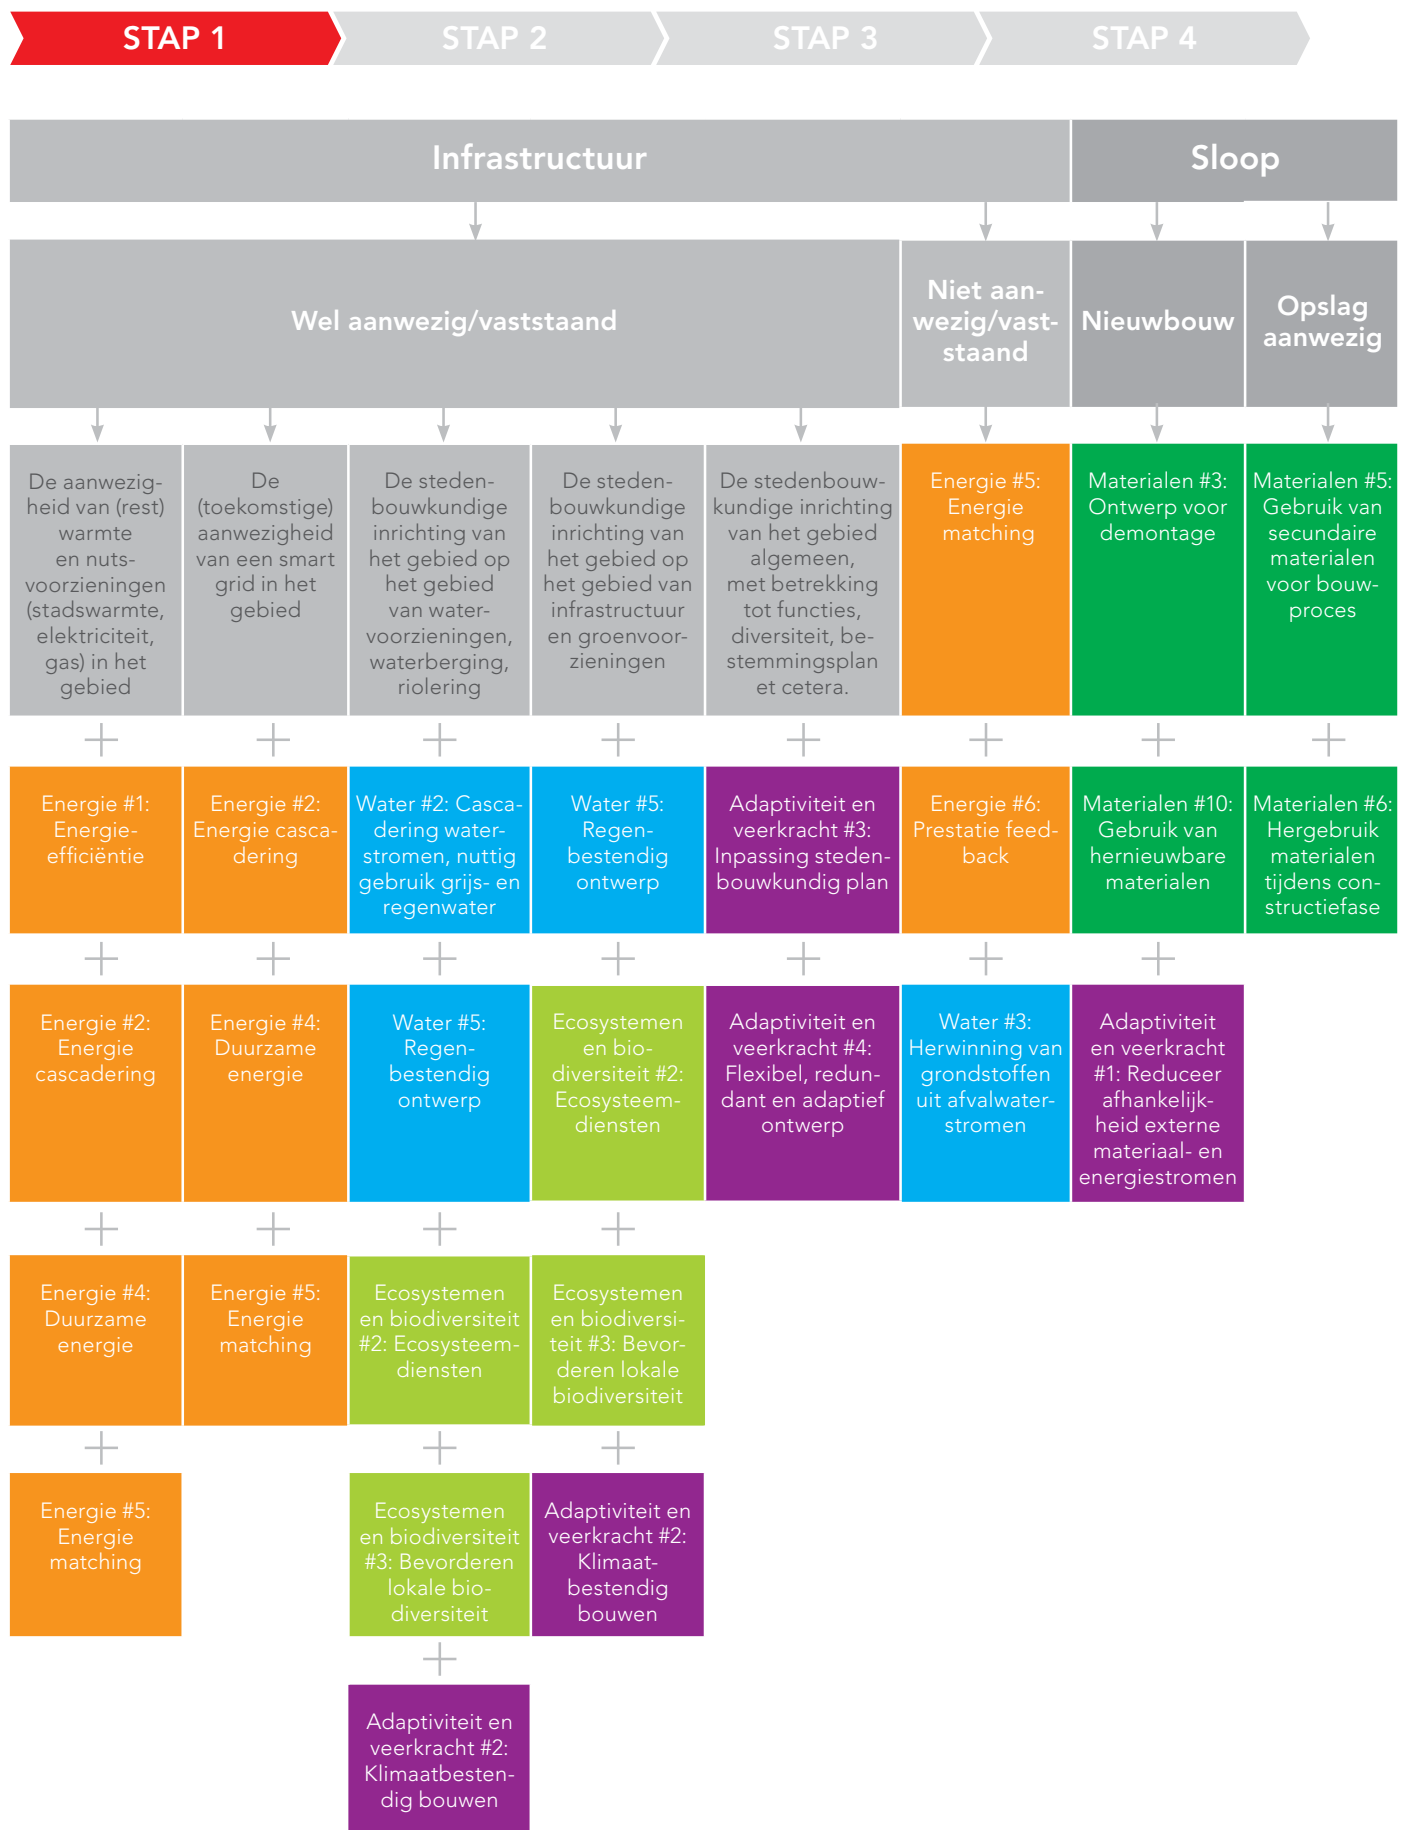 STAP 1
STAP 2
STAP 3
STAP 4
Infrastructuur
Sloop
Wel aanwezig/vaststaand
Niet aan-
wezig/vast-
staand
Nieuwbouw
Opslag
aanwezig
De aanwezig-
heid van (rest)
warmte
en nuts-
voorzieningen
(stadswarmte,
elektriciteit,
gas) in het
gebied
De
(toekomstige)
aanwezigheid
van een smart
grid in het
gebied
De steden-
bouwkundige
inrichting van
het gebied op
het gebied
van water-
voorzieningen,
waterberging,
riolering
De steden-
bouwkundige
inrichting van
het gebied op
het gebied van
infrastructuur
en groenvoor-
zieningen
De stedenbouw-
kundige inrichting
van het gebied
algemeen,
met betrekking
tot functies,
diversiteit, be-
stemmingsplan
et cetera.
Energie #5:
Energie
matching
Materialen #3:
Ontwerp voor
demontage
Materialen #5:
Gebruik van
secundaire
materialen
voor bouw-
proces
Energie #1:
Energie-
efficiëntie
Energie #2:
Energie casca-
dering
Water #2: Casca-
dering water-
stromen, nuttig
gebruik grijs- en
regenwater
Water #5:
Regen-
bestendig
ontwerp
Adaptiviteit en
veerkracht #3:
Inpassing steden-
bouwkundig plan
Energie #6:
Prestatie feed-
back
Materialen #10:
Gebruik van
hernieuwbare
materialen
Materialen #6:
Hergebruik
materialen
tijdens con-
structiefase
Energie #2:
Energie
cascadering
Energie #4:
Duurzame
energie
Water #5:
Regen-
bestendig
ontwerp
Ecosystemen
en bio-
diversiteit #2:
Ecosysteem-
diensten
Adaptiviteit en
veerkracht #4:
Flexibel, redun-
dant en adaptief
ontwerp
Water #3:
Herwinning van
grondstoffen
uit afvalwater-
stromen
Adaptiviteit
en veerkracht
#1: Reduceer
afhankelijk-
heid externe
materiaal- en
energiestromen
Energie #4:
Duurzame
energie
Energie #5:
Energie
matching
Ecosystemen
en biodiversiteit
#2: Ecosysteem-
diensten
Ecosystemen
en biodiversi-
teit #3: Bevor-
deren lokale
biodiversiteit
Energie #5:
Energie
matching
Ecosystemen
en biodiversiteit
#3: Bevorderen
lokale bio-
diversiteit
Adaptiviteit en
veerkracht #2:
Klimaat-
bestendig
bouwen
Adaptiviteit en
veerkracht #2:
Klimaatbesten-
dig bouwen